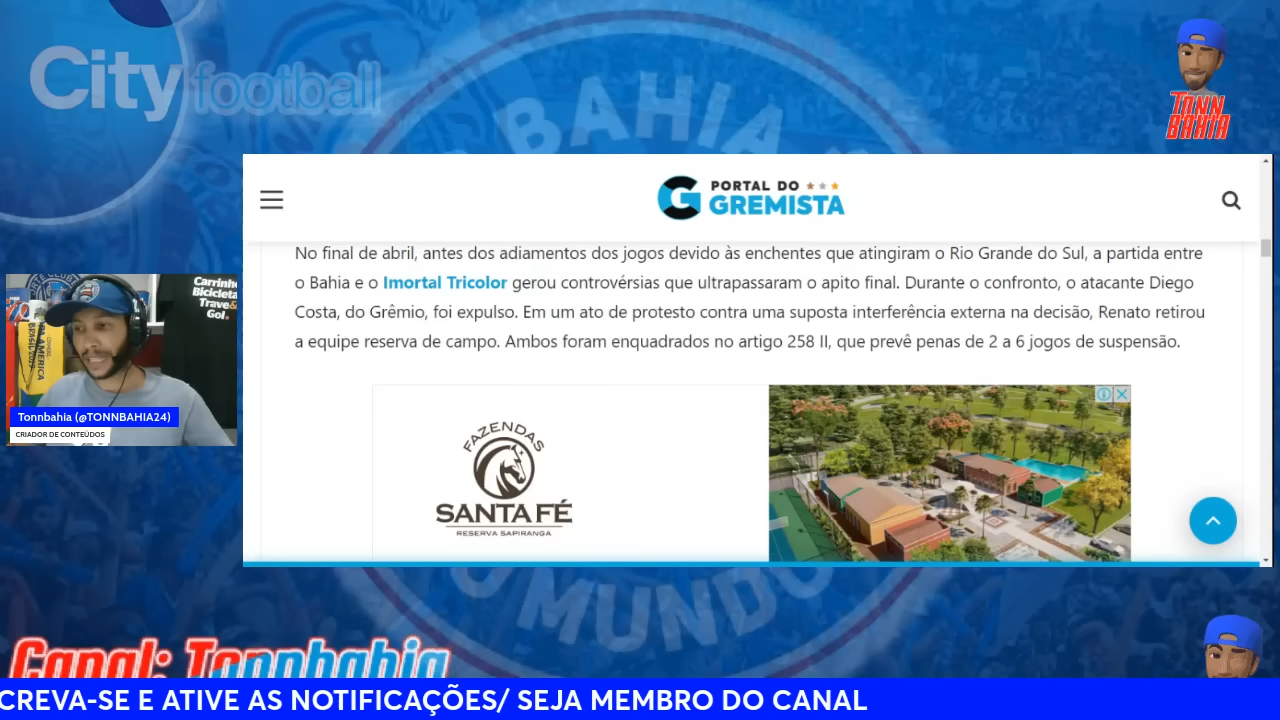 City football
BAHIA
TONN
BAHIA
PORTAL DO
GREMISTA
No final de abril, antes dos adiamentos dos jogos devido às enchentes que atingiram o Rio Grande do Sul, a partida entre
o Bahia e o Imortal Tricolor gerou controvérsias que ultrapassaram o apito final. Durante o confronto, o atacante Diego
Costa, do Grêmio, foi expulso. Em um ato de protesto contra uma suposta interferência externa na decisão, Renato retirou
a equipe reserva de campo. Ambos foram enquadrados no artigo 258 II, que prevê penas de 2 a 6 jogos de suspensão.
Carrinho
Bicicleta
Trave&
Gol.
AMERICA
Tonnbahia (@TONNBAHIA24)
CRIADOR DE CONTEÚDOS
FAZENDAS
SANTA FÉ
RESERVA SAPIRANGA
O MUNDO
Canal: Tonnbahia
CREVA-SE E ATIVE AS NOTIFICAÇÕES/ SEJA MEMBRO DO CANAL